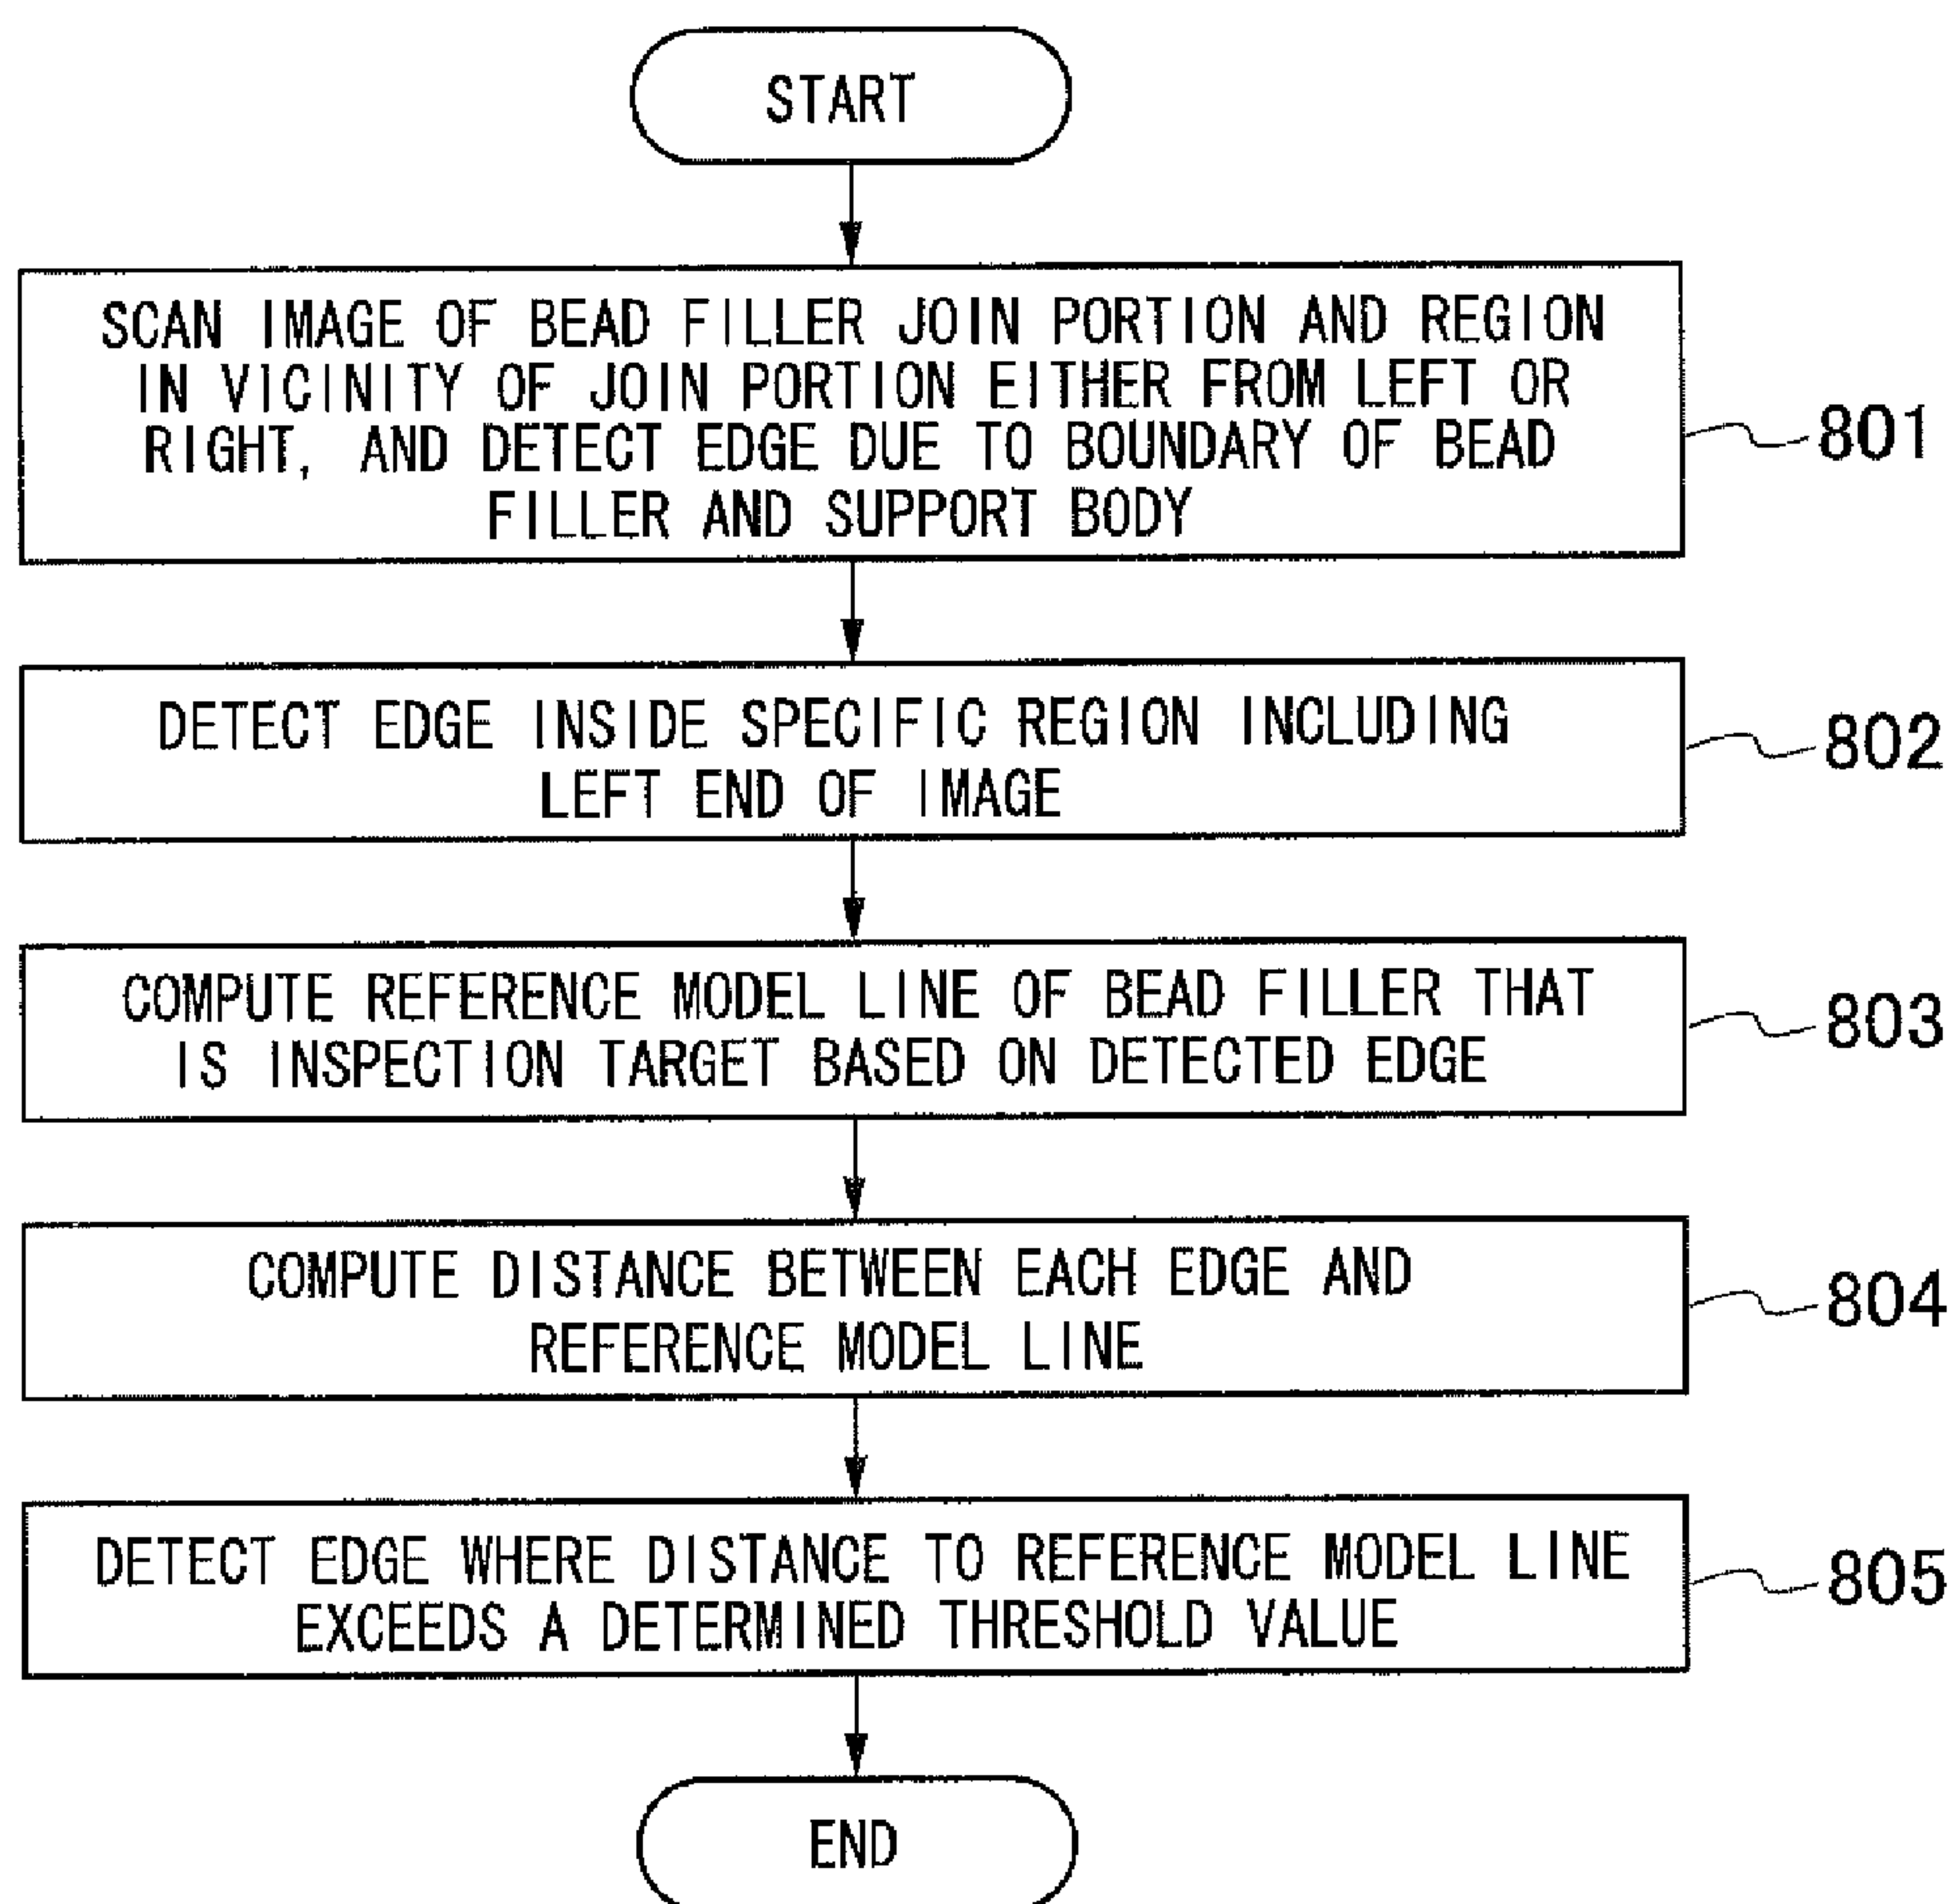 START
SCAN IMAGE OF BEAD FILLER JOIN PORTION AND REGION
IN VICINITY OF JOIN PORTION EITHER FROM LEFT OR
RIGHT, AND DETECT EDGE DUE TO BOUNDARY OF BEAD
FILLER AND SUPPORT BODY
801
DETECT EDGE INSIDE SPECIFIC REGION INCLUDING
LEFT END OF IMAGE
802
COMPUTE REFERENCE MODEL LINE OF BEAD FILLER THAT
IS INSPECTION TARGET BASED ON DETECTED EDGE
803
COMPUTE DISTANCE BETWEEN EACH EDGE AND
REFERENCE MODEL LINE
804
DETECT EDGE WHERE DISTANCE TO REFERENCE MODEL LINE
EXCEEDS A DETERMINED THRESHOLD VALUE
805
END